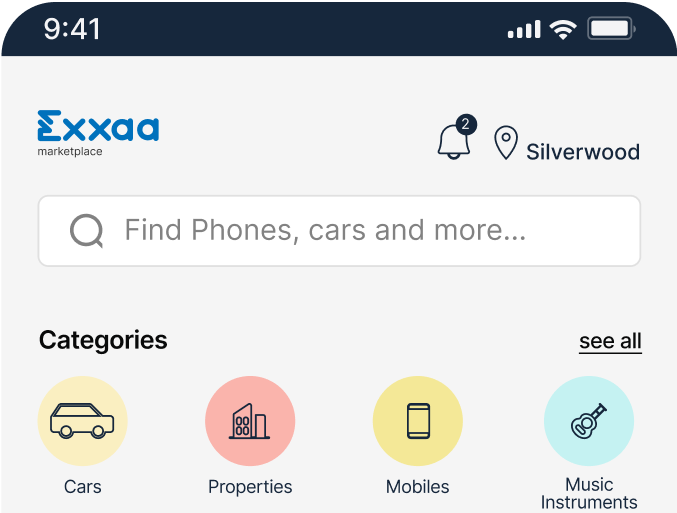 9:41
Exxaa
marketplace
2
Silverwood
Find Phones, cars and more...
Categories
see all
Cars
Properties
Mobiles
Music
Instruments